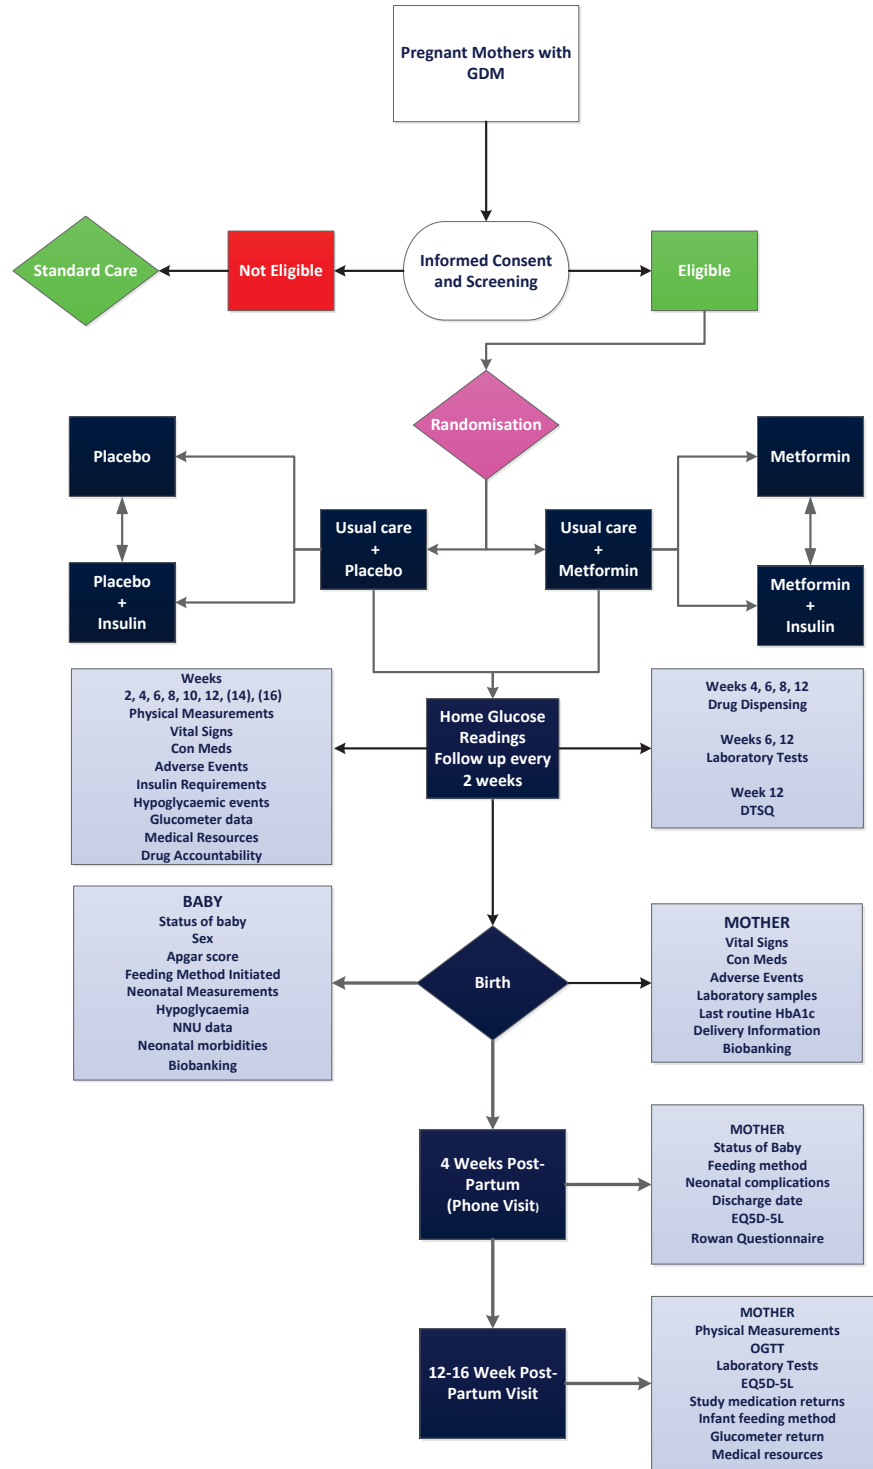 Pregnant Mothers with
GDM
Standard Care
Not Eligible
Informed Consent
and Screening
Eligible
Randomisation
Placebo
Metformin
Usual care
+
Placebo
Usual care
+
Metformin
Placebo
+
Insulin
Metformin
+
Insulin
Weeks
2, 4, 6, 8, 10, 12, (14), (16)
Physical Measurements
Vital Signs
Con Meds
Adverse Events
Insulin Requirements
Hypoglycaemic events
Glucometer data
Medical Resources
Drug Accountability
Home Glucose
Readings
Follow up every
2 weeks
Weeks 4, 6, 8, 12
Drug Dispensing
Weeks 6, 12
Laboratory Tests
Week 12
DTSQ
BABY
Status of baby
Sex
Apgar score
Feeding Method Initiated
Neonatal Measurements
Hypoglycaemia
NNU data
Neonatal morbidities
Biobanking
Birth
MOTHER
Vital Signs
Con Meds
Adverse Events
Laboratory samples
Last routine HbA1c
Delivery Information
Biobanking
4 Weeks Post-
Partum
(Phone Visit)
MOTHER
Status of Baby
Feeding method
Neonatal complications
Discharge date
EQ5D-5L
Rowan Questionnaire
12-16 Week Post-
Partum Visit
MOTHER
Physical Measurements
OGTT
Laboratory Tests
EQ5D-5L
Study medication returns
Infant feeding method
Glucometer return
Medical resources